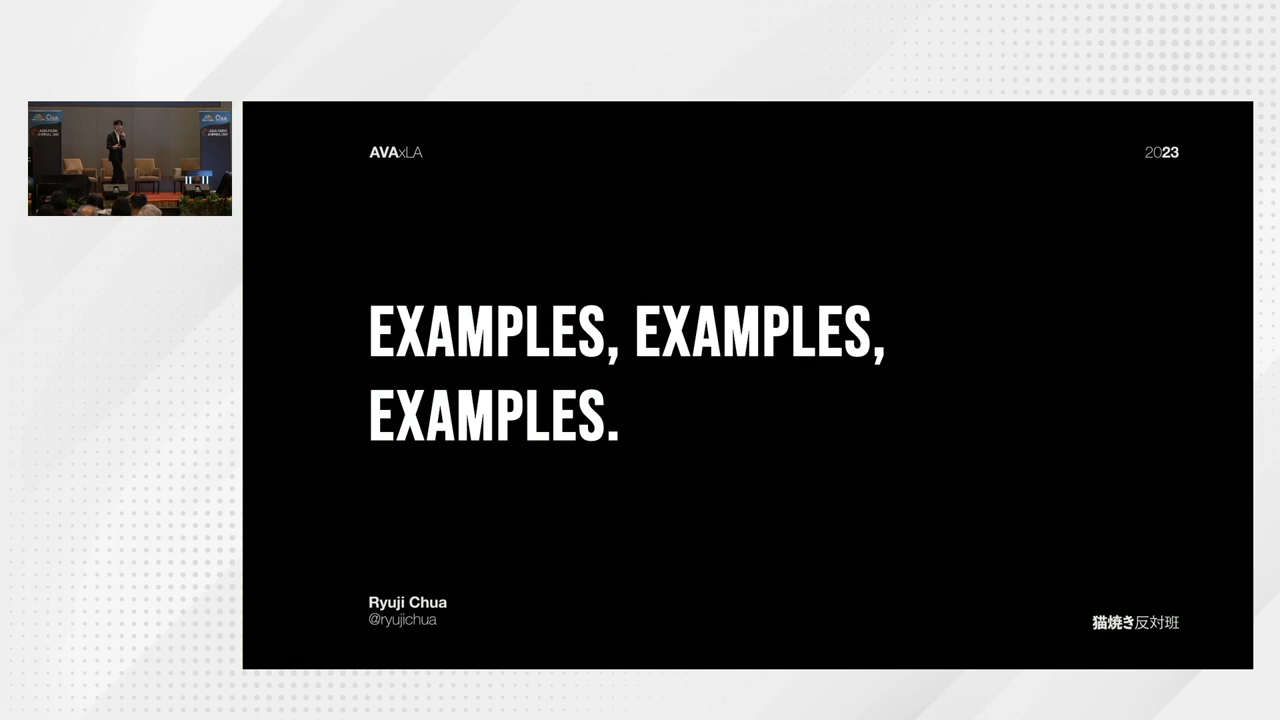 AVAxLA
2023
EXAMPLES, EXAMPLES,
EXAMPLES.
Ryuji Chua
@ryujichua
猫焼き反対班